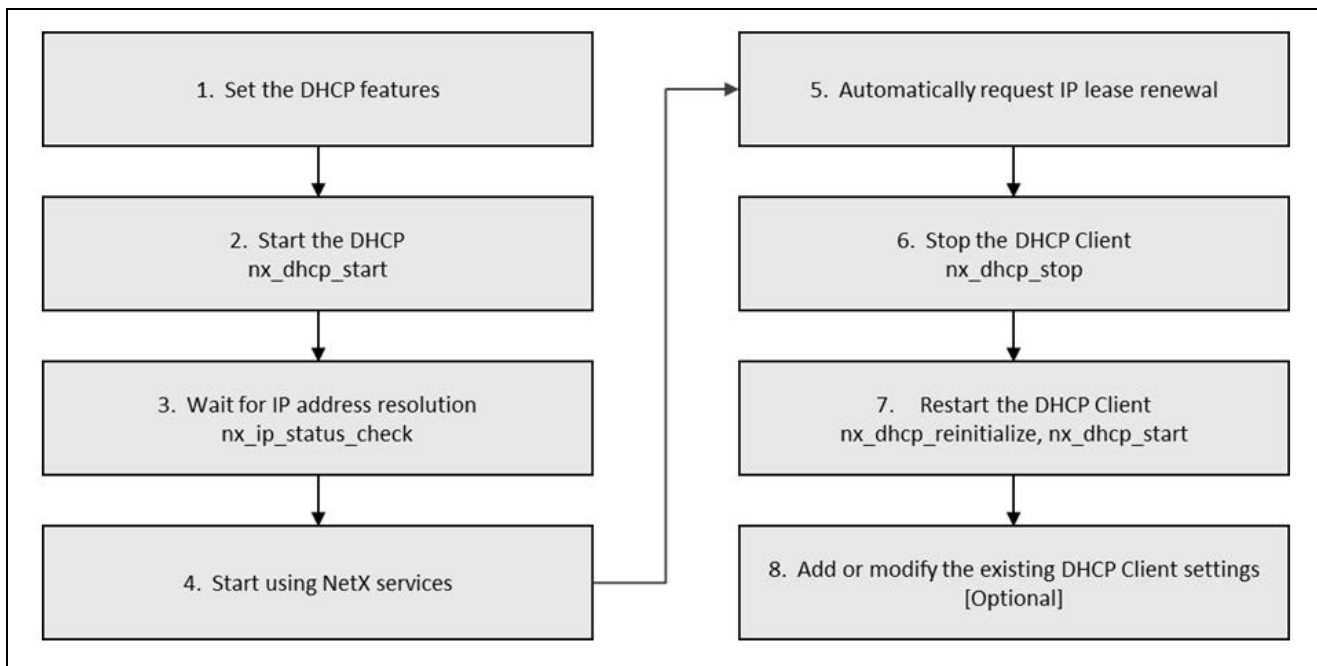 1. Set the DHCP features
2. Start the DHCP
nx_dhcp_start
3. Wait for IP address resolution
nx_ip_status_check
4. Start using NetX services
5. Automatically request IP lease renewal
6. Stop the DHCP Client
nx_dhcp_stop
7. Restart the DHCP Client
nx_dhcp_reinitialize, nx_dhcp_start
8. Add or modify the existing DHCP Client settings
[Optional]